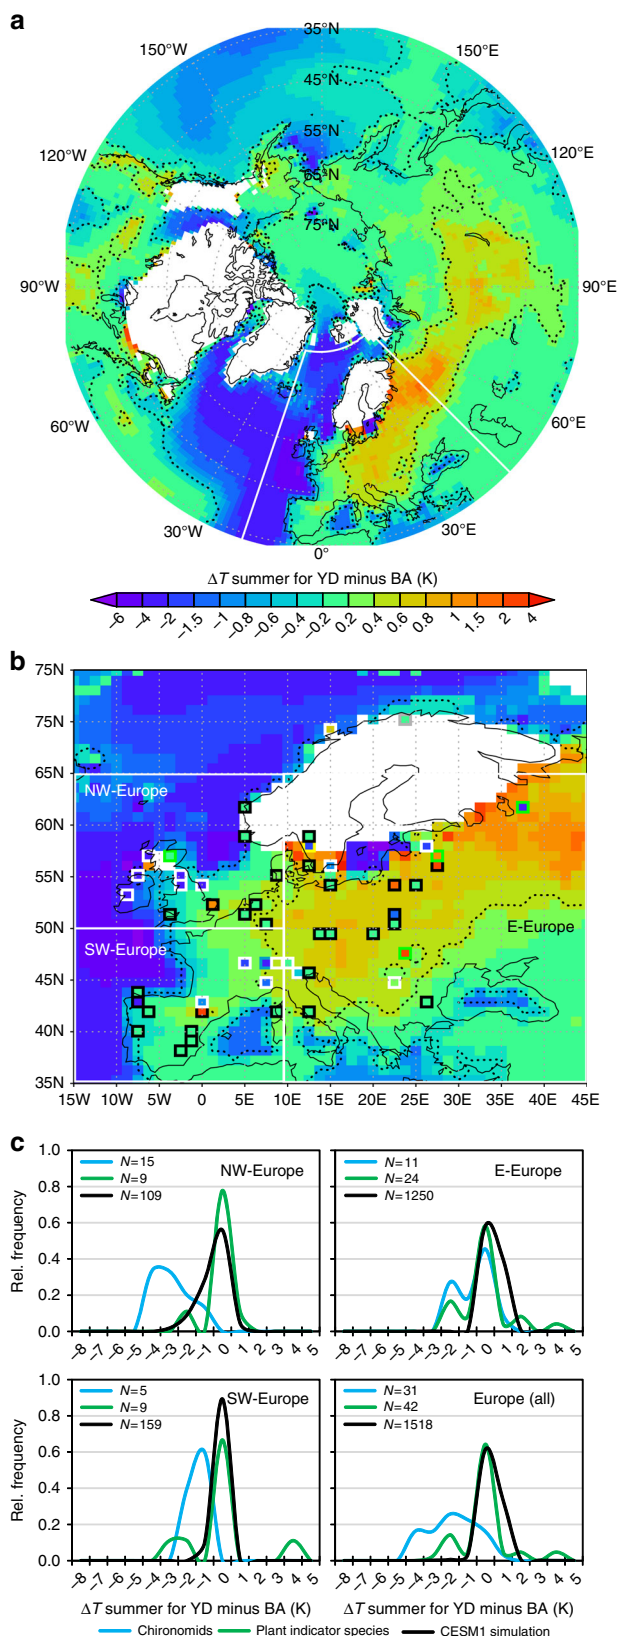 a
35°N
150°W
150°E
45°N
55°N
120°W
120°E
65°N
75°N
90°W
90°E
60°W
60°E
30°W
30°E
0°
ΔT summer for YD minus BA (K)
−6 −4 −2 −1.5 −1 −0.8 −0.6 −0.4 −0.2 0.2 0.4 0.6 0.8 1 1.5 2 4
b
75N
75N
65N
NW-Europe
60N
55N
50N
E-Europe
SW-Europe
45N
40N
35N
15W 10W 5W 0 5E 10E 15E 20E 25E 30E 35E 40E 45E
c
1.0
N=15 NW-Europe N=11 E-Europe
N=9 N=24
0.8
N=109 N=1250
0.6
Rel. frequency
0.4
0.2
0.0
−8 −7 −6 −5 −4 −3 −2 −1 0 1 2 3 4 5 −8 −7 −6 −5 −4 −3 −2 −1 0 1 2 3 4 5
1.0
N=5 SW-Europe N=31 Europe (all)
N=9 N=42
0.8
N=159 N=1518
0.6
Rel. frequency
0.4
0.2
0.0
−8 −7 −6 −5 −4 −3 −2 −1 0 1 2 3 4 5 −8 −7 −6 −5 −4 −3 −2 −1 0 1 2 3 4 5
ΔT summer for YD minus BA (K) ΔT summer for YD minus BA (K)
Chironomids Plant indicator species CESM1 simulation